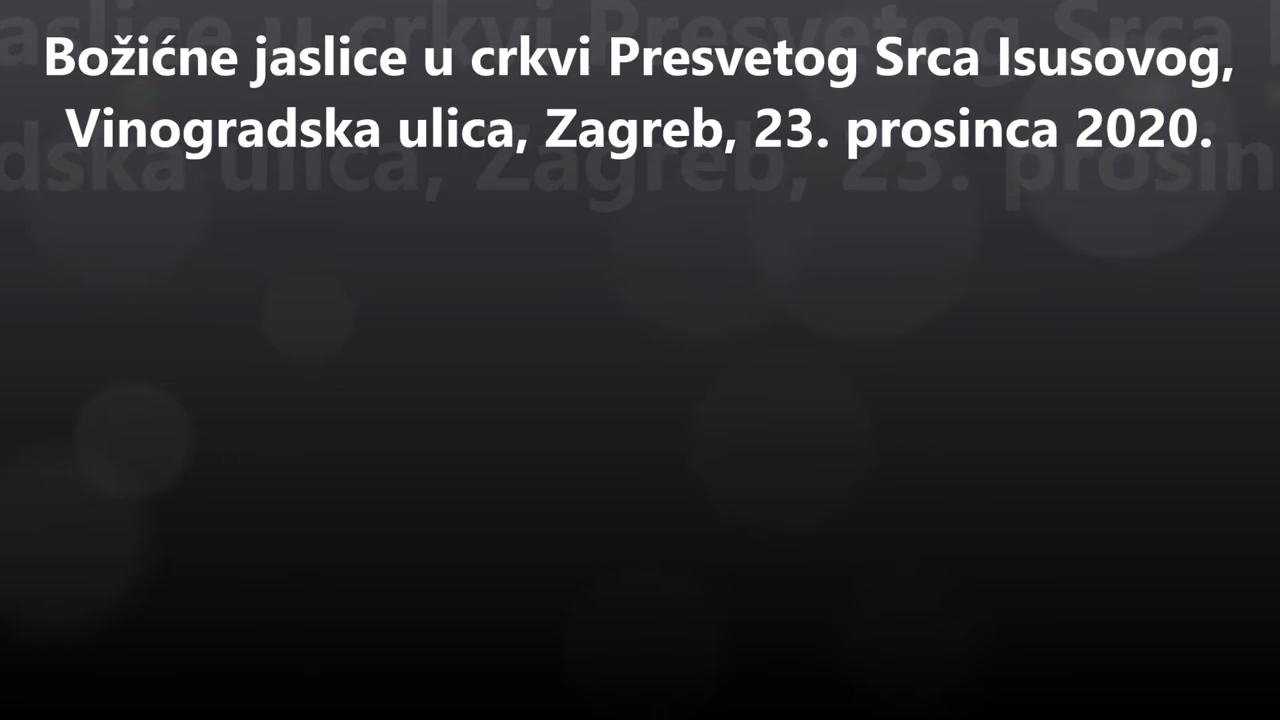 Božićne jaslice u crkvi Presvetog Srca Isusovog,
Vinogradska ulica, Zagreb, 23. prosinca 2020.